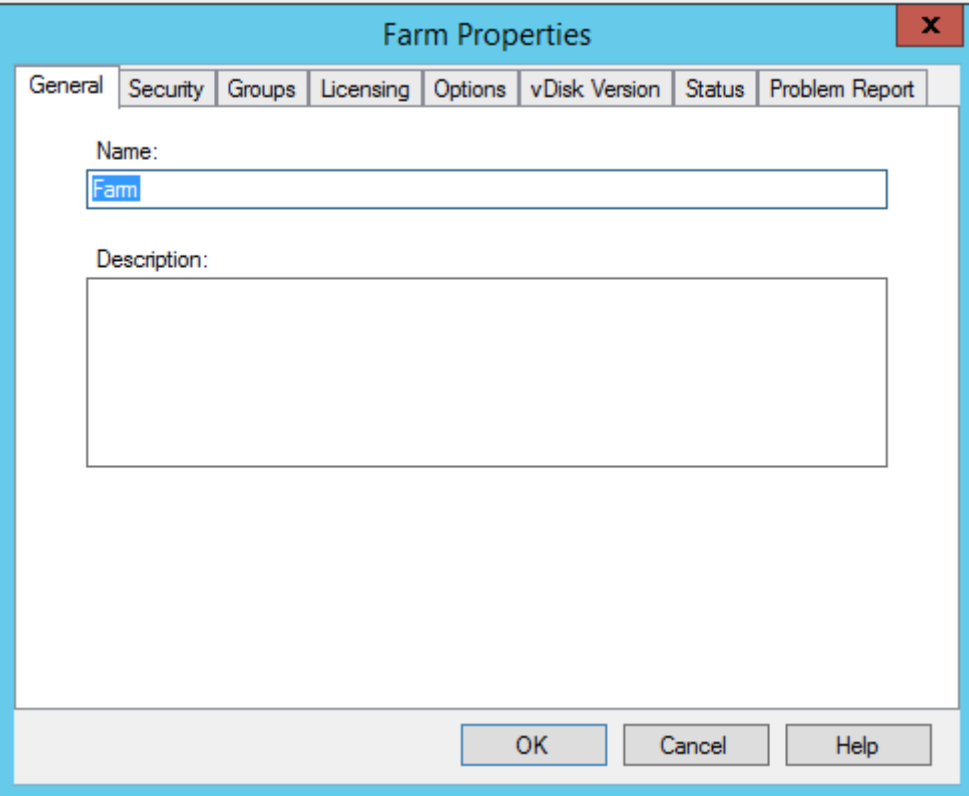 Farm Properties
x
General Security Groups Licensing Options vDisk Version Status Problem Report
Name:
Farm
Description:
OK Cancel Help